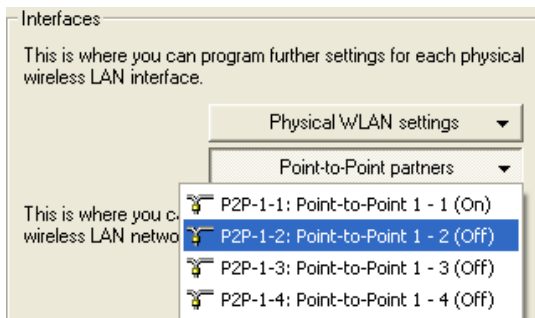 Interfaces
This is where you can program further settings for each physical
wireless LAN interface.
Physical WLAN settings
Point-to-Point partners
This is where you c
wireless LAN netwo
P2P-1-1: Point-to-Point 1 - 1 (On)
P2P-1-2: Point-to-Point 1 - 2 (Off)
P2P-1-3: Point-to-Point 1 - 3 (Off)
P2P-1-4: Point-to-Point 1 - 4 (Off)